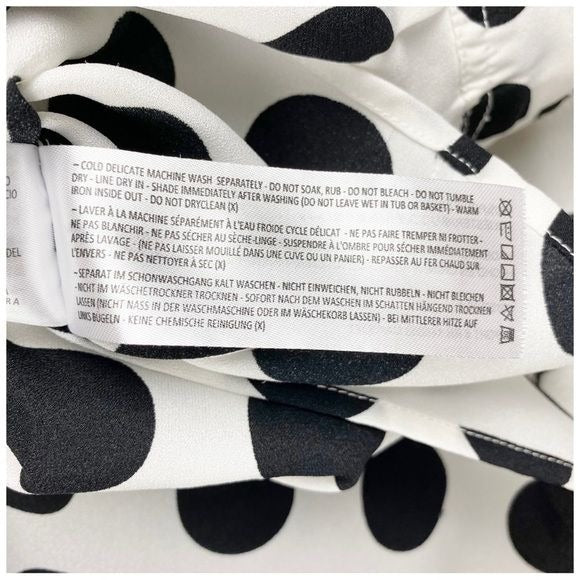 – COLD DELICATE MACHINE WASH SEPARATELY - DO NOT SOAK, RUB - DO NOT BLEACH - DO NOT TUMBLE
DRY - LINE DRY IN - SHADE IMMEDIATELY AFTER WASHING (DO NOT LEAVE WET IN TUB OR BASKET) - WARM
IRON INSIDE OUT - DO NOT DRYCLEAN (X)
– LAVER À LA MACHINE SÉPARÉMENT À L'EAU FROIDE CYCLE DÉLICAT - NE PAS FAIRE TREMPER NI FROTTER -
NE PAS BLANCHIR - NE PAS SÉCHER AU SÈCHE-LINGE - SUSPENDRE À L'OMBRE POUR SÉCHER IMMÉDIATEMENT
APRÈS LAVAGE - (NE PAS LAISSER MOUILLÉ DANS UNE CUVE OU UN PANIER) - REPASSER AU FER CHAUD SUR
L'ENVERS - NE PAS NETTOYER À SEC (X)
– SEPARAT IM SCHONWASCHGANG KALT WASCHEN - NICHT EINWEICHEN, NICHT RUBBELN - NICHT BLEICHEN
- NICHT IM WÄSCHETROCKNER TROCKNEN - SOFORT NACH DEM WASCHEN IM SCHATTEN HÄNGEND TROCKNEN
LASSEN (NICHT NASS IN DER WASCHMASCHINE ODER IM WÄSCHEKORB LASSEN) - BEI MITTLERER HITZE AUF
LINKS BÜGELN - KEINE CHEMISCHE REINIGUNG (X)
O
CIO
DEL
A
RA